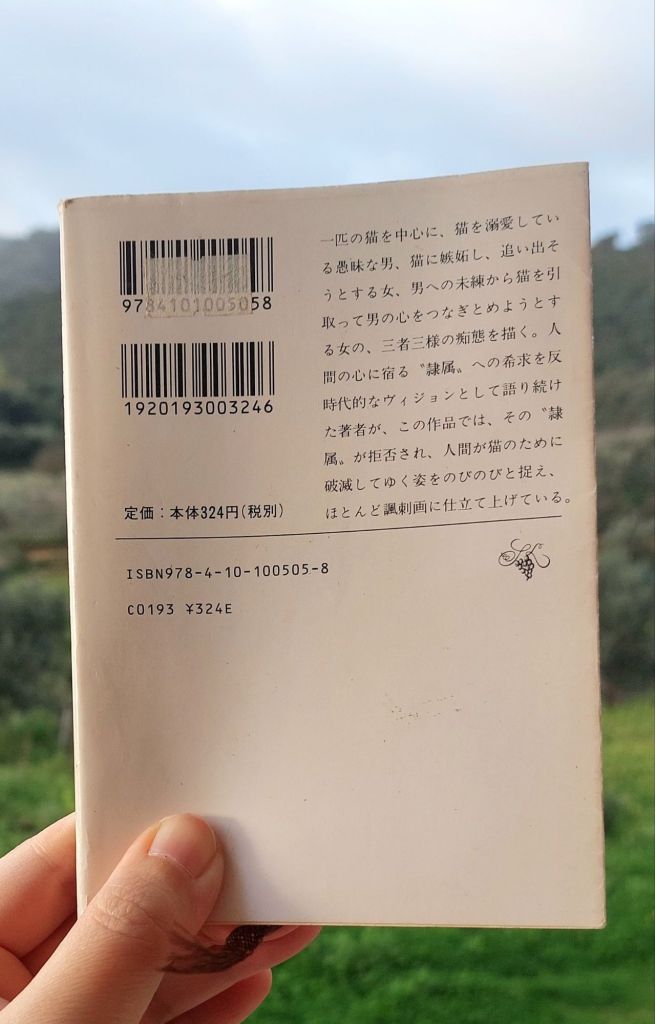 9784101005058
1920193003246
定価：本体324円(税別)
一匹の猫を中心に、猫を溺愛してい
る愚昧な男、猫に嫉妬し、追い出そ
うとする女、男への未練から猫を引
取って男の心をつなぎとめようとす
る女の、三者三様の痴態を描く。人
間の心に宿る〝隷属〟への希求を反
時代的なヴィジョンとして語り続け
た著者が、この作品では、その〝隷
属〟が拒否され、人間が猫のために
破滅してゆく姿をのびのびと捉え、
ほとんど諷刺画に仕立て上げている。
ISBN978-4-10-100505-8
C0193 ¥324E